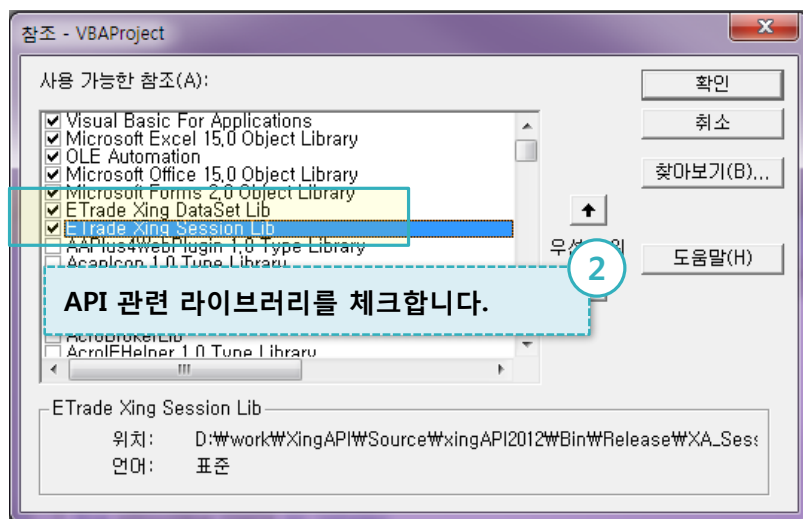 참조 - VBAProject
사용 가능한 참조(A):
확인
Visual Basic For Applications
Microsoft Excel 15,0 Object Library
취소
OLE Automation
Microsoft Office 15,0 Object Library
찾아보기(B)...
Microsoft Forms 2,0 Object Library
ETrade Xing DataSet Lib
ETrade Xing Session Lib
AAPlus4WebPlugin 1,0 Type Library
AcapIcon 1,0 Type Library
도움말(H)
2
API 관련 라이브러리를 체크합니다.
AcroBrokerLib
AcroIEHelper 1,0 Type Library
ETrade Xing Session Lib
위치: D:₩work₩XingAPI₩Source₩xingAPI2012₩Bin₩Release₩XA_Sess
언어: 표준